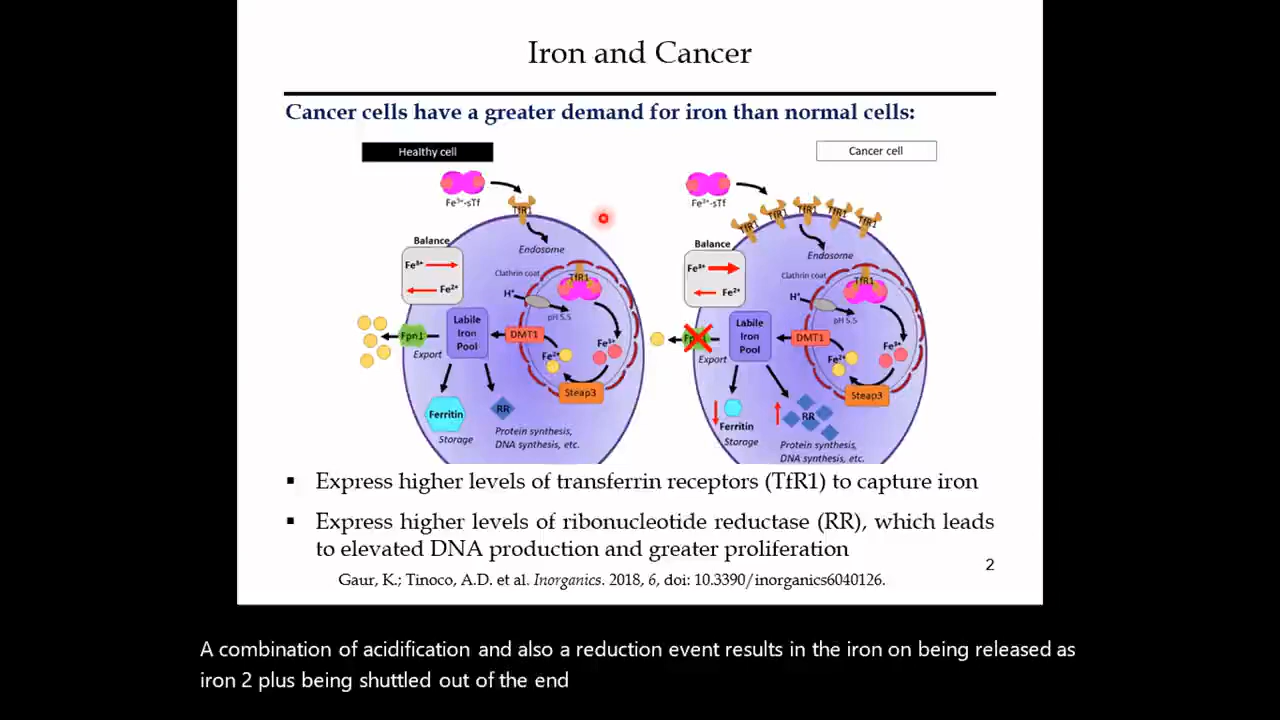 Iron and Cancer
Cancer cells have a greater demand for iron than normal cells:
Healthy cell
Fe³⁺-sTf
TfR1
Balance
Fe³⁺
Fe²⁺
Endosome
Clathrin coat
TfR1
H⁺
pH 5.5
Labile
Iron
Pool
DMT1
Fpn1
Export
Fe²⁺
Fe³⁺
Steap3
Ferritin
Storage
RR
Protein synthesis,
DNA synthesis, etc.
Cancer cell
Fe³⁺-sTf
TfR1
TfR1
TfR1
TfR1
TfR1
Balance
Fe³⁺
Fe²⁺
Endosome
Clathrin coat
TfR1
H⁺
pH 5.5
Labile
Iron
Pool
DMT1
Export
Fe²⁺
Fe³⁺
Steap3
Ferritin
Storage
RR
Protein synthesis,
DNA synthesis, etc.
▪ Express higher levels of transferrin receptors (TfR1) to capture iron
▪ Express higher levels of ribonucleotide reductase (RR), which leads
to elevated DNA production and greater proliferation
2
Gaur, K.; Tinoco, A.D. et al. Inorganics. 2018, 6, doi: 10.3390/inorganics6040126.
A combination of acidification and also a reduction event results in the iron on being released as
iron 2 plus being shuttled out of the end